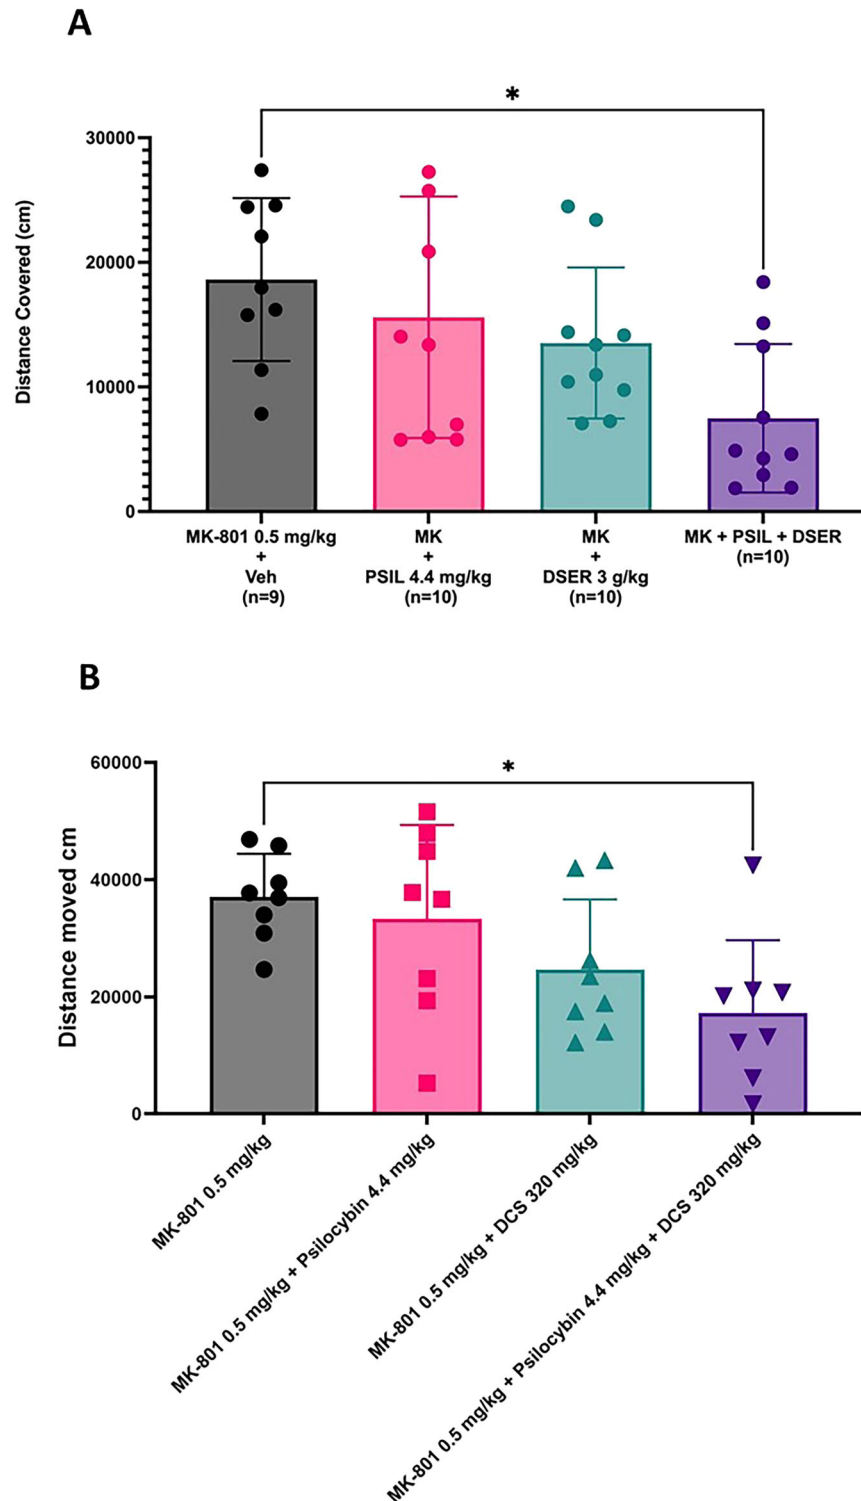 A
*
30000
20000
10000
0
Distance Covered (cm)
MK-801 0.5 mg/kg
+
Veh
(n=9)
MK
+
PSIL 4.4 mg/kg
(n=10)
MK
+
DSER 3 g/kg
(n=10)
MK + PSIL + DSER
(n=10)
B
*
60000
40000
20000
0
Distance moved cm
MK-801 0.5 mg/kg
MK-801 0.5 mg/kg + Psilocybin 4.4 mg/kg
MK-801 0.5 mg/kg + DCS 320 mg/kg
MK-801 0.5 mg/kg + Psilocybin 4.4 mg/kg + DCS 320 mg/kg